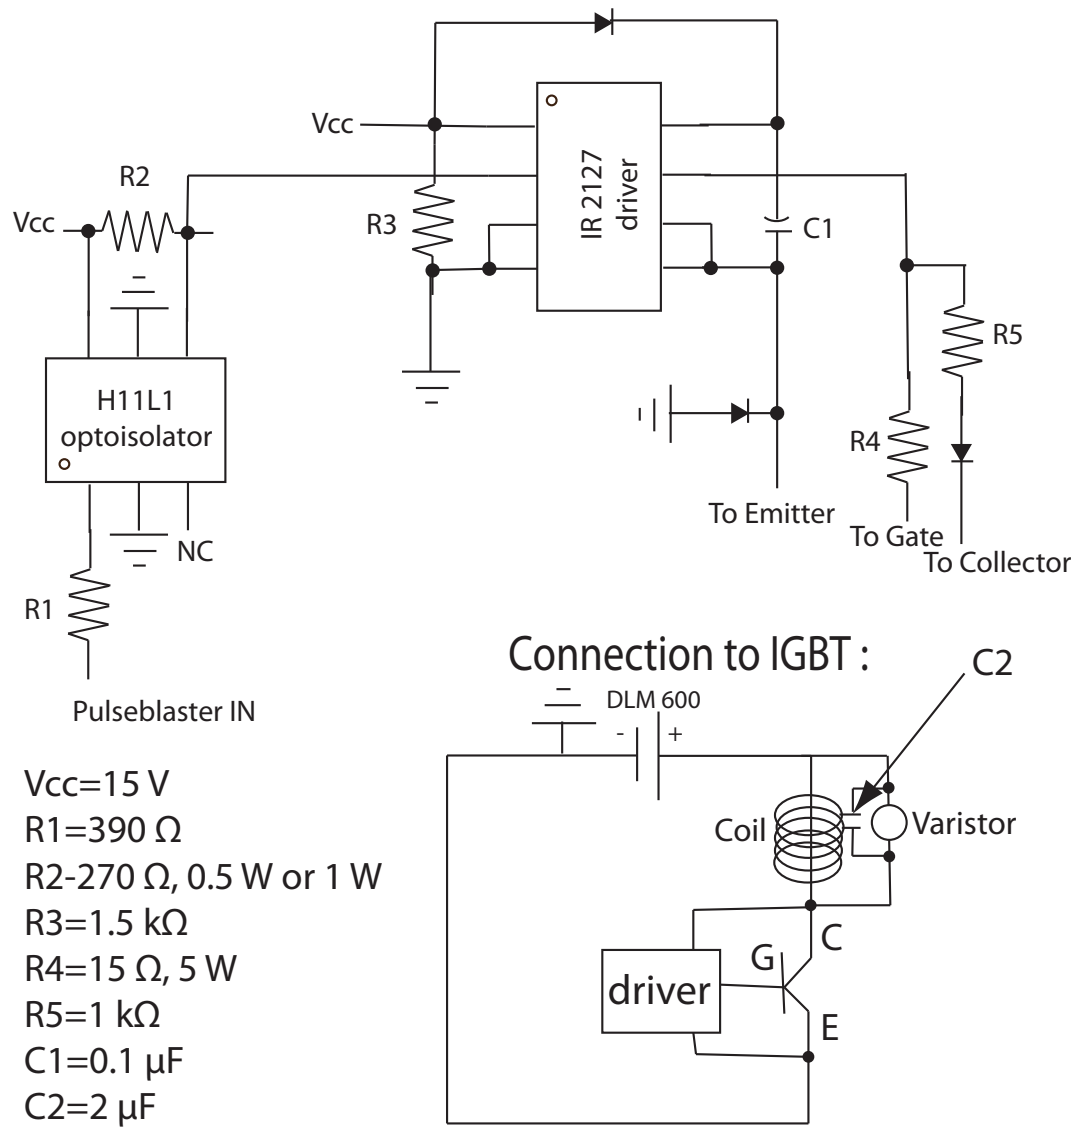 Vcc
R2
Vcc
R3
IR 2127
driver
C1
R5
H11L1
optoisolator
R4
To Emitter
To Gate
To Collector
NC
R1
Pulseblaster IN
Connection to IGBT :
C2
DLM 600
- +
Coil
Varistor
C
G
driver
E
Vcc=15 V
R1=390 Ω
R2-270 Ω, 0.5 W or 1 W
R3=1.5 kΩ
R4=15 Ω, 5 W
R5=1 kΩ
C1=0.1 µF
C2=2 µF